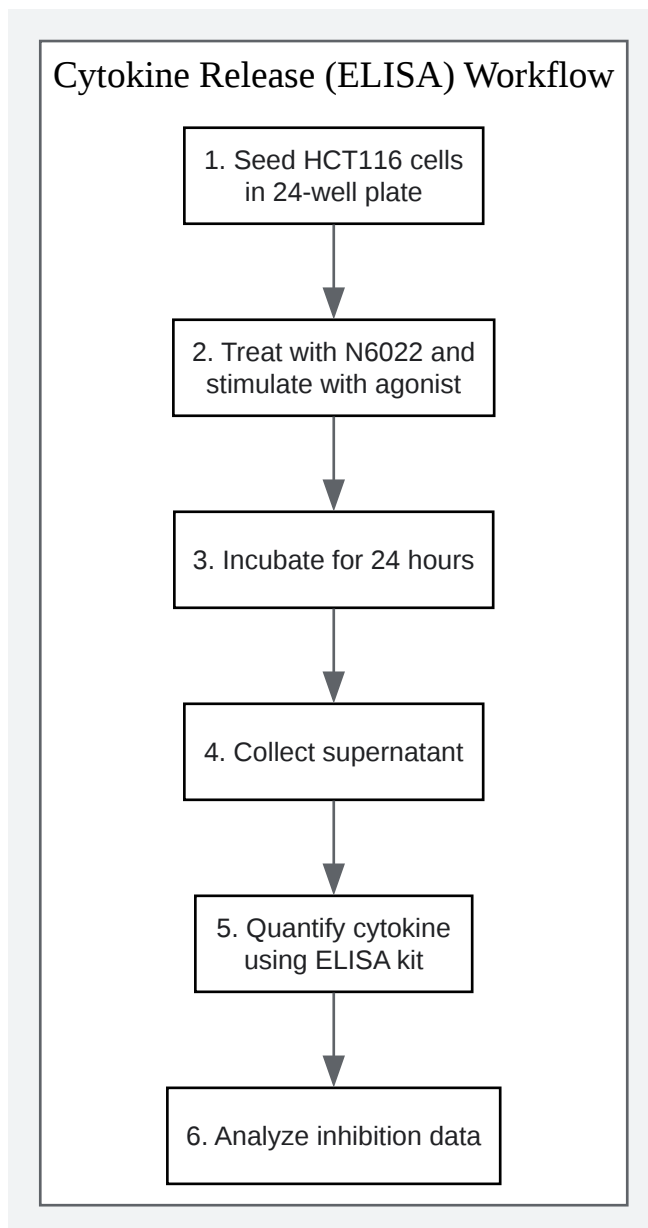 Cytokine Release (ELISA) Workflow
1. Seed HCT116 cells
in 24-well plate
2. Treat with N6022 and
stimulate with agonist
3. Incubate for 24 hours
4. Collect supernatant
5. Quantify cytokine
using ELISA kit
6. Analyze inhibition data